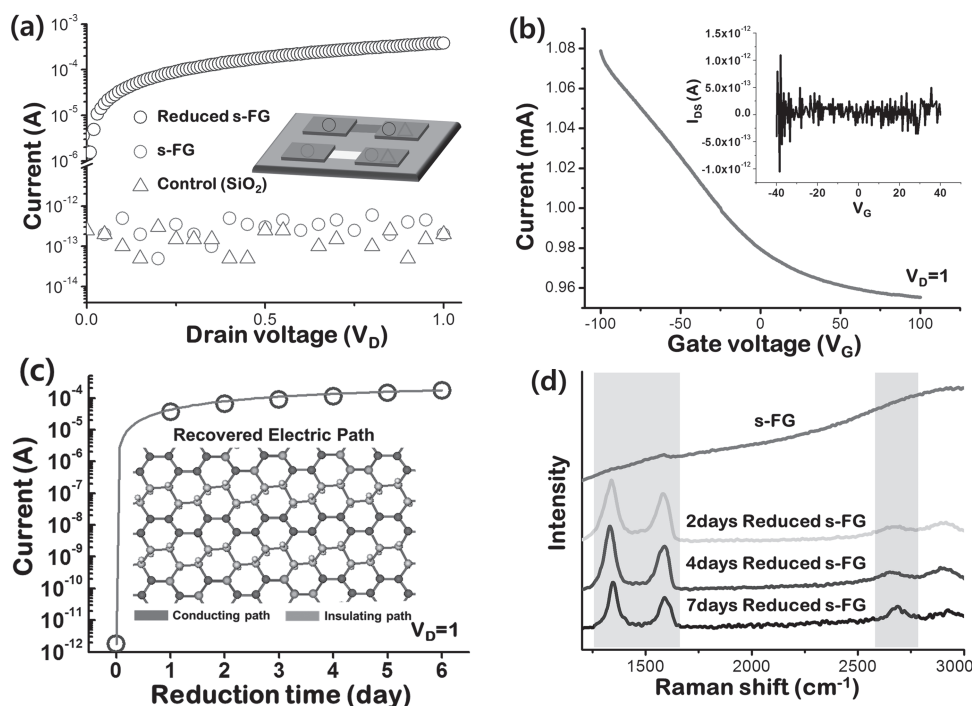 (a)
10⁻³
10⁻⁴
10⁻⁵
10⁻⁶
10⁻¹²
10⁻¹³
10⁻¹⁴
Current (A)
Reduced s-FG
s-FG
Control (SiO₂)
0.0
0.5
1.0
Drain voltage (V_D)
(b)
1.08
1.06
1.04
1.02
1.00
0.98
0.96
Current (mA)
1.5x10⁻¹²
1.0x10⁻¹²
5.0x10⁻¹³
0.0
-5.0x10⁻¹³
-1.0x10⁻¹²
-1.5x10⁻¹²
I_DS (A)
-40
-20
0
20
40
V_G
V_D=1
-100
-50
0
50
100
Gate voltage (V_G)
(c)
10⁻⁴
10⁻⁵
10⁻⁶
10⁻⁷
10⁻⁸
10⁻⁹
10⁻¹⁰
10⁻¹¹
10⁻¹²
Current (A)
Recovered Electric Path
Conducting path
Insulating path
V_D=1
0
1
2
3
4
5
6
Reduction time (day)
(d)
Intensity
s-FG
2days Reduced s-FG
4days Reduced s-FG
7days Reduced s-FG
1500
2000
2500
3000
Raman shift (cm⁻¹)